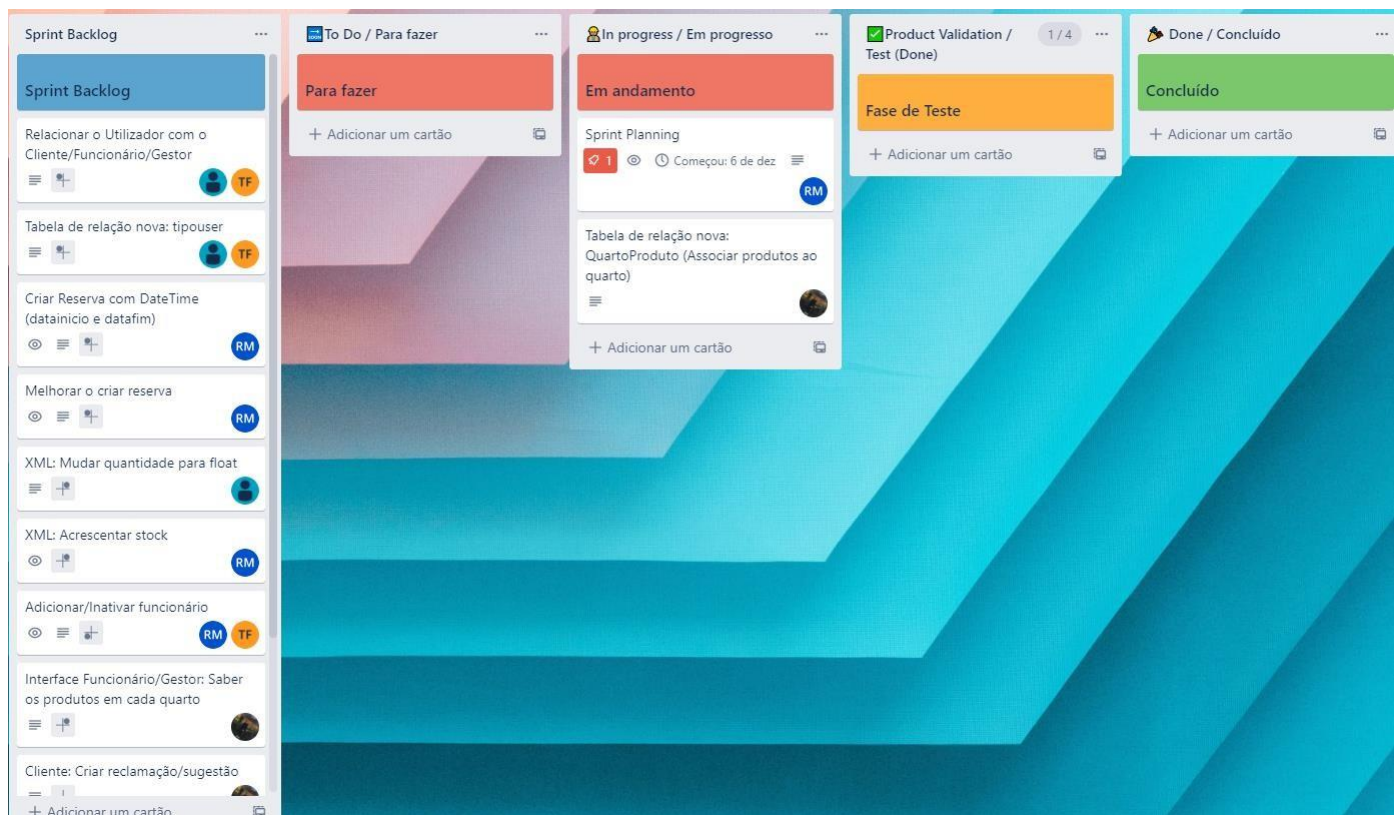 Sprint Backlog
Sprint Backlog
Relacionar o Utilizador com o
Cliente/Funcionário/Gestor
TF
Tabela de relação nova: tipouser
TF
Criar Reserva com DateTime
(datainicio e datafim)
RM
Melhorar o criar reserva
RM
XML: Mudar quantidade para float
XML: Acrescentar stock
RM
Adicionar/Inativar funcionário
RM TF
Interface Funcionário/Gestor: Saber
os produtos em cada quarto
Cliente: Criar reclamação/sugestão
+ Adicionar um cartão
SOON To Do / Para fazer
Para fazer
+ Adicionar um cartão
In progress / Em progresso
Em andamento
Sprint Planning
1 Começou: 6 de dez
RM
Tabela de relação nova:
QuartoProduto (Associar produtos ao
quarto)
+ Adicionar um cartão
Product Validation / 1/4
Test (Done)
Fase de Teste
+ Adicionar um cartão
Done / Concluído
Concluído
+ Adicionar um cartão